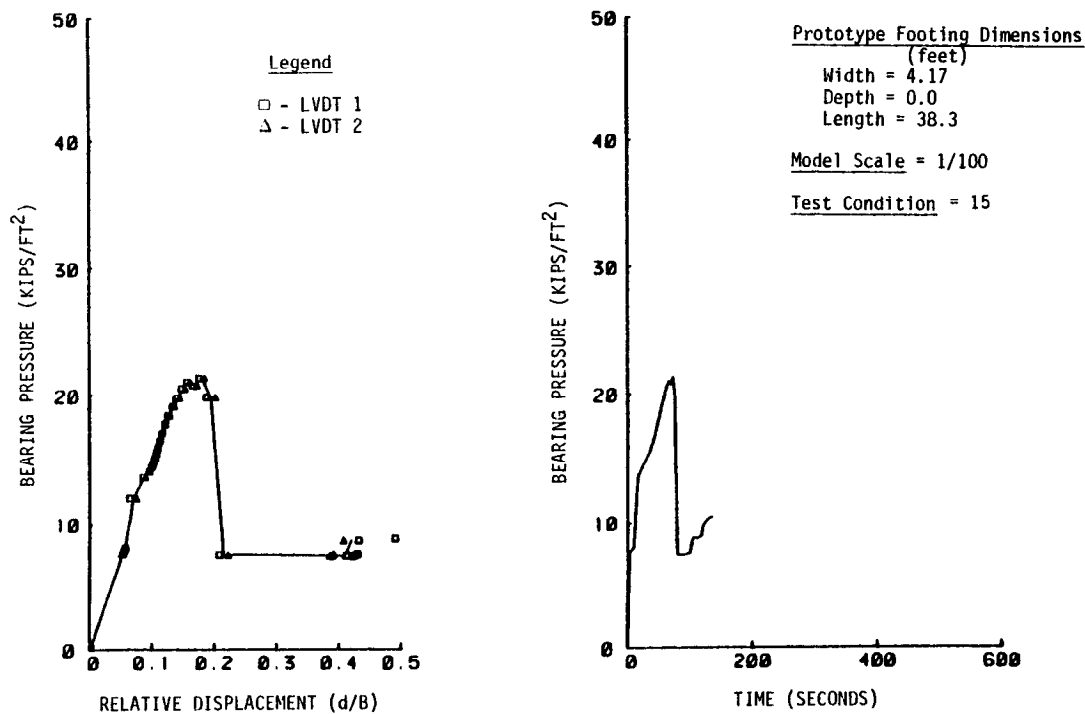 50
40
30
20
10
0
BEARING PRESSURE (KIPS/FT²)
Legend
□ - LVDT 1
△ - LVDT 2
0 0.1 0.2 0.3 0.4 0.5
RELATIVE DISPLACEMENT (d/B)
50
40
30
20
10
0
BEARING PRESSURE (KIPS/FT²)
Prototype Footing Dimensions
(feet)
Width = 4.17
Depth = 0.0
Length = 38.3
Model Scale = 1/100
Test Condition = 15
0 200 400 600
TIME (SECONDS)